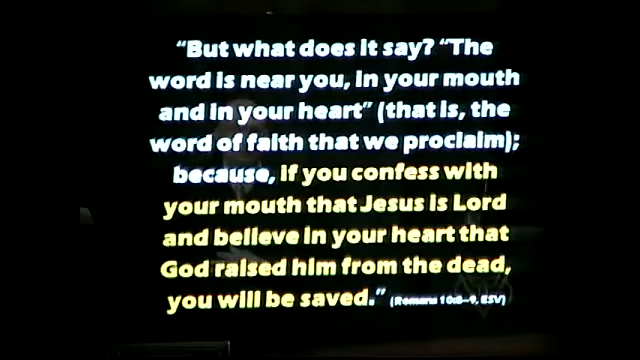 “But what does it say? “The
word is near you, in your mouth
and in your heart” (that is, the
word of faith that we proclaim);
because, if you confess with
your mouth that Jesus is Lord
and believe in your heart that
God raised him from the dead,
you will be saved.” (Romans 10:8–9, ESV)